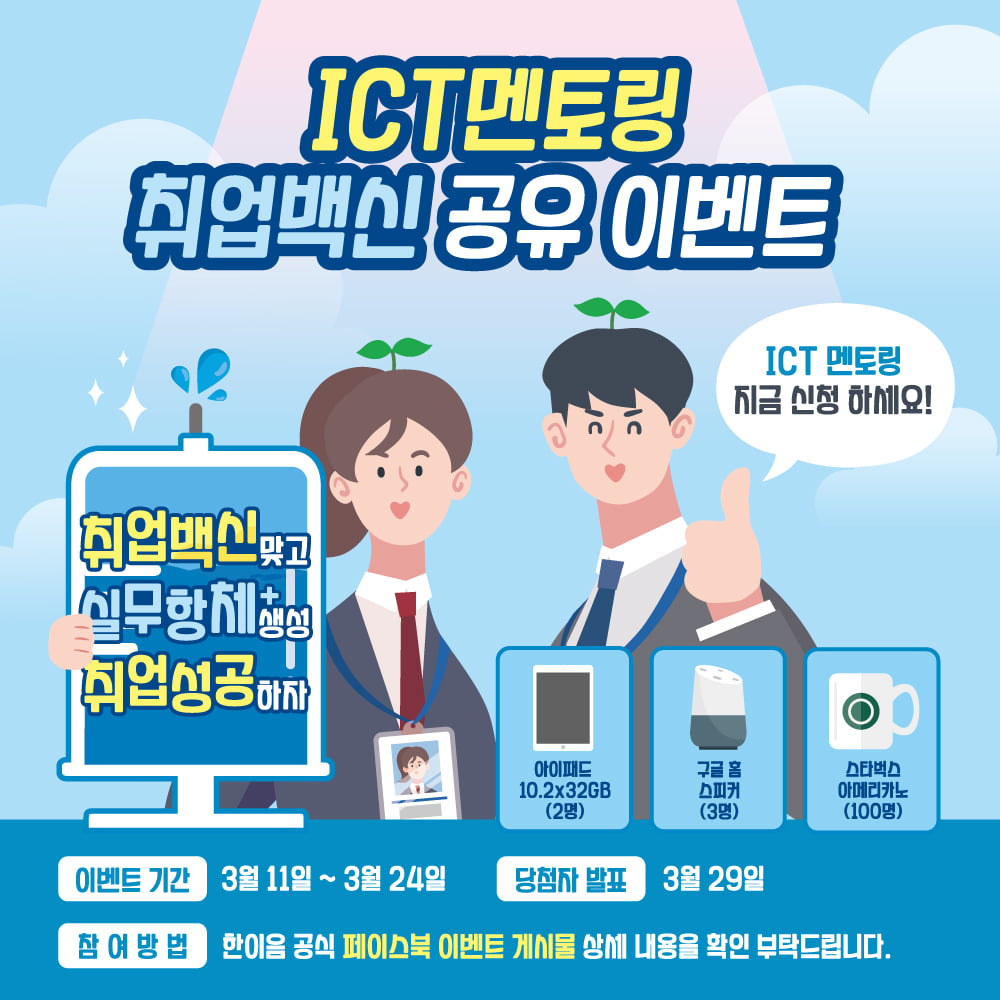 ICT멘토링
취업백신 공유 이벤트
ICT 멘토링
지금 신청 하세요!
취업백신맞고
실무항체+생성
취업성공하자
아이패드
10.2x32GB
(2명)
구글 홈
스피커
(3명)
스타벅스
아메리카노
(100명)
이벤트 기간 3월 11일 ~ 3월 24일 당첨자 발표 3월 29일
참 여 방 법 한이음 공식 페이스북 이벤트 게시물 상세 내용을 확인 부탁드립니다.